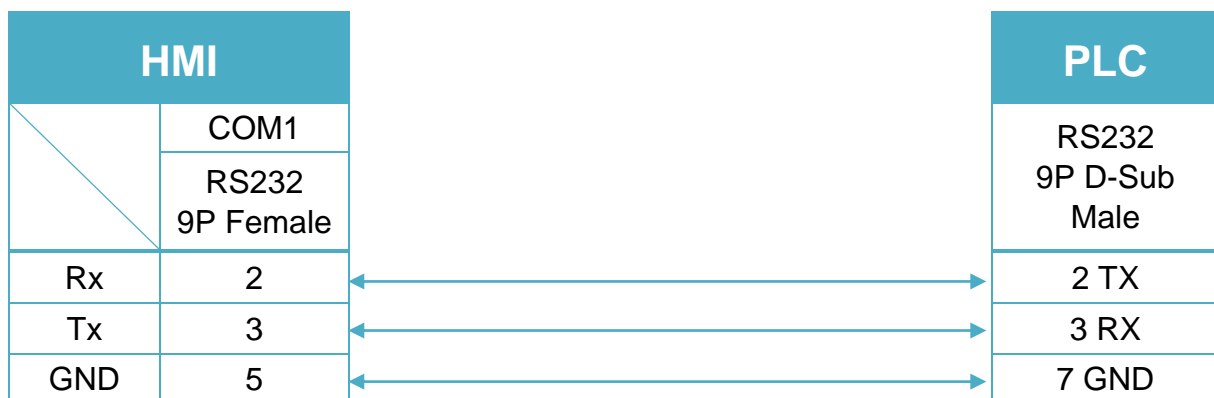 HMI
PLC
COM1
RS232
9P Female
RS232
9P D-Sub
Male
Rx 2 2 TX
Tx 3 3 RX
GND 5 7 GND